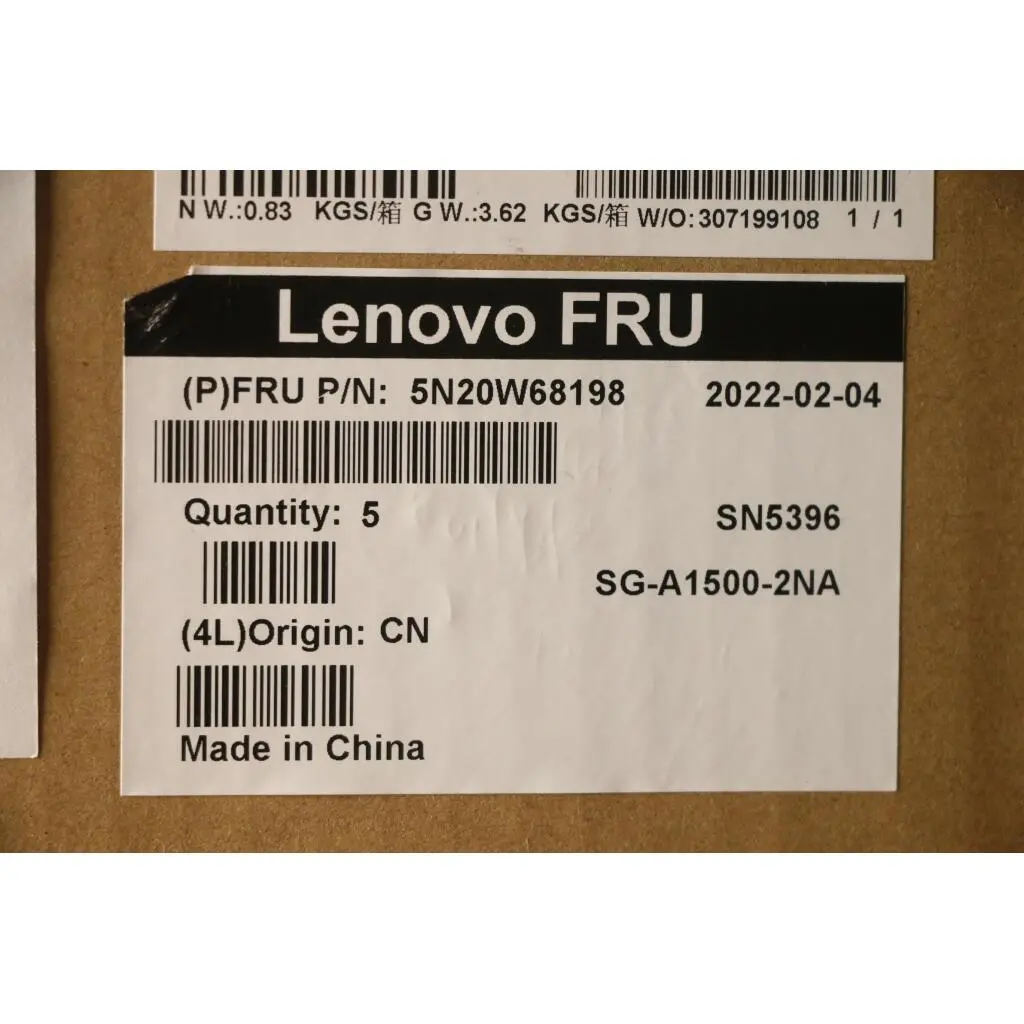 N W.:0.83 KGS/箱 G W.:3.62 KGS/箱 W/O:307199108 1 / 1
Lenovo FRU
(P)FRU P/N: 5N20W68198 2022-02-04
Quantity: 5 SN5396
SG-A1500-2NA
(4L)Origin: CN
Made in China